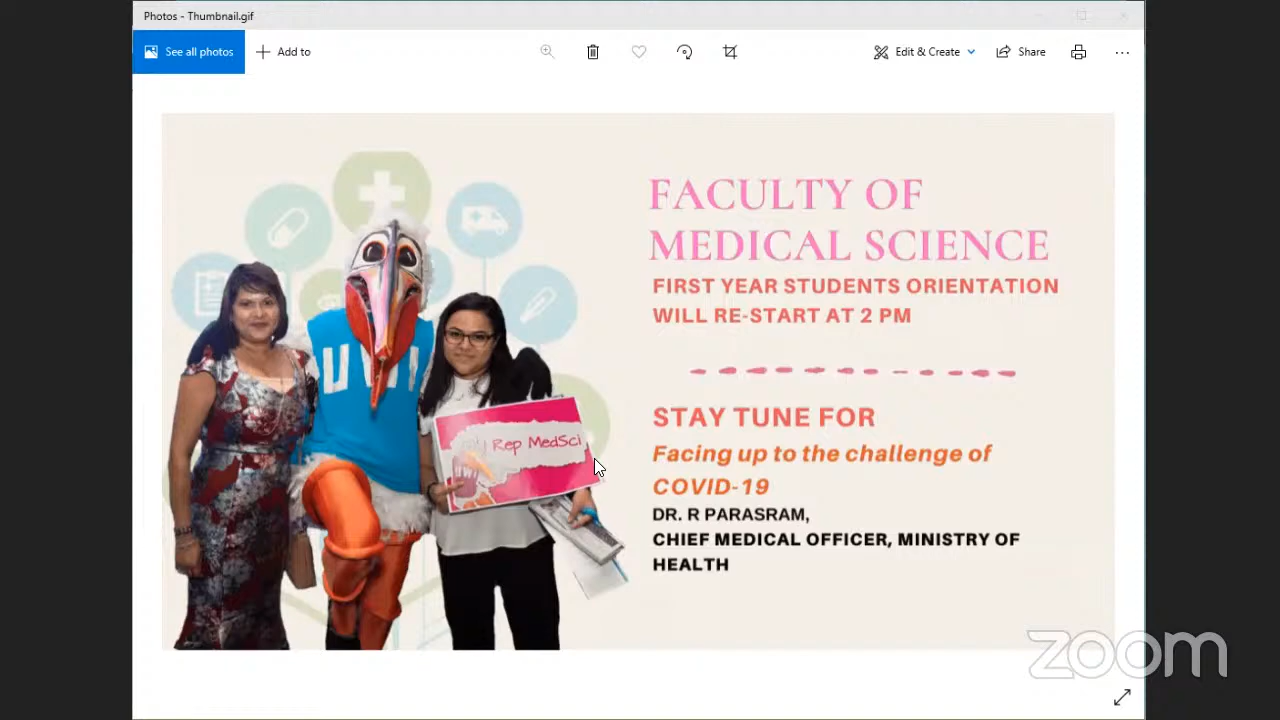 Photos - Thumbnail.gif
See all photos
Add to
Edit & Create
Share
FACULTY OF
MEDICAL SCIENCE
FIRST YEAR STUDENTS ORIENTATION
WILL RE-START AT 2 PM
STAY TUNE FOR
Facing up to the challenge of
COVID-19
DR. R PARASRAM,
CHIEF MEDICAL OFFICER, MINISTRY OF
HEALTH
UWI
Rep MedSci
zoom